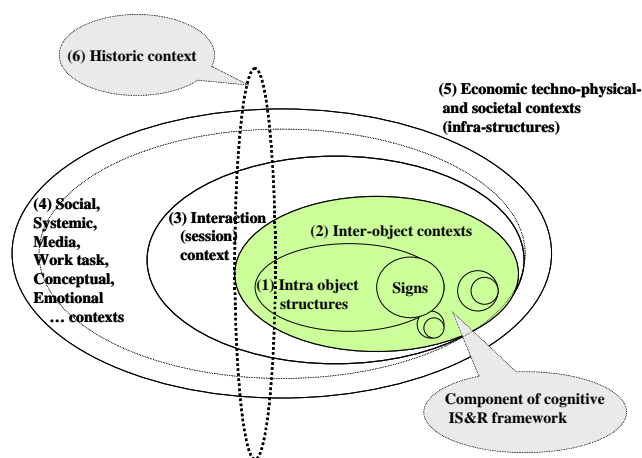 (6) Historic context
(5) Economic techno-physical-
and societal contexts
(infra-structures)
(4) Social,
Systemic,
Media,
Work task,
Conceptual,
Emotional
... contexts
(3) Interaction
(session)
context
(2) Inter-object contexts
(1) Intra object
structures
Signs
Component of cognitive
IS&R framework